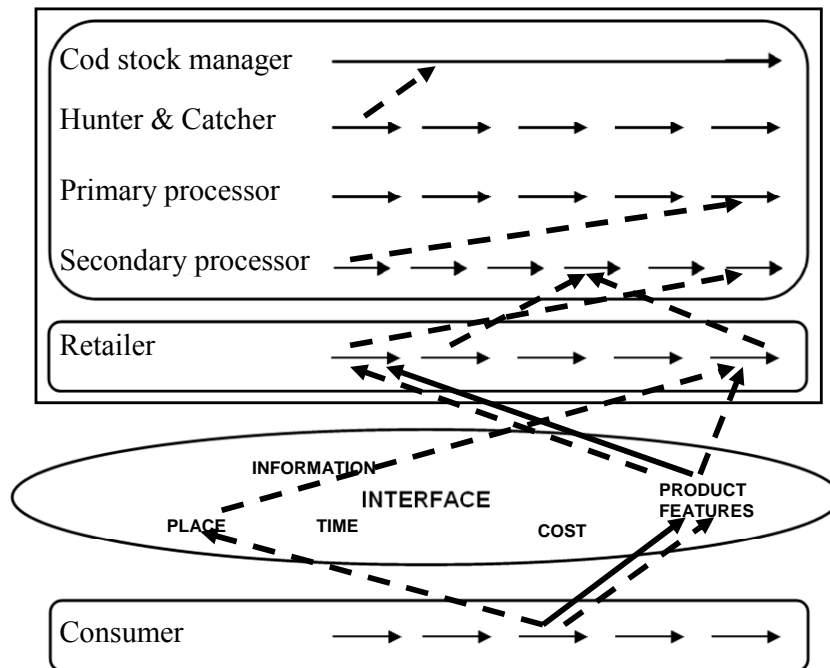 Cod stock manager
Hunter & Catcher
Primary processor
Secondary processor
Retailer
INFORMATION
INTERFACE
PRODUCT
FEATURES
PLACE
TIME
COST
Consumer